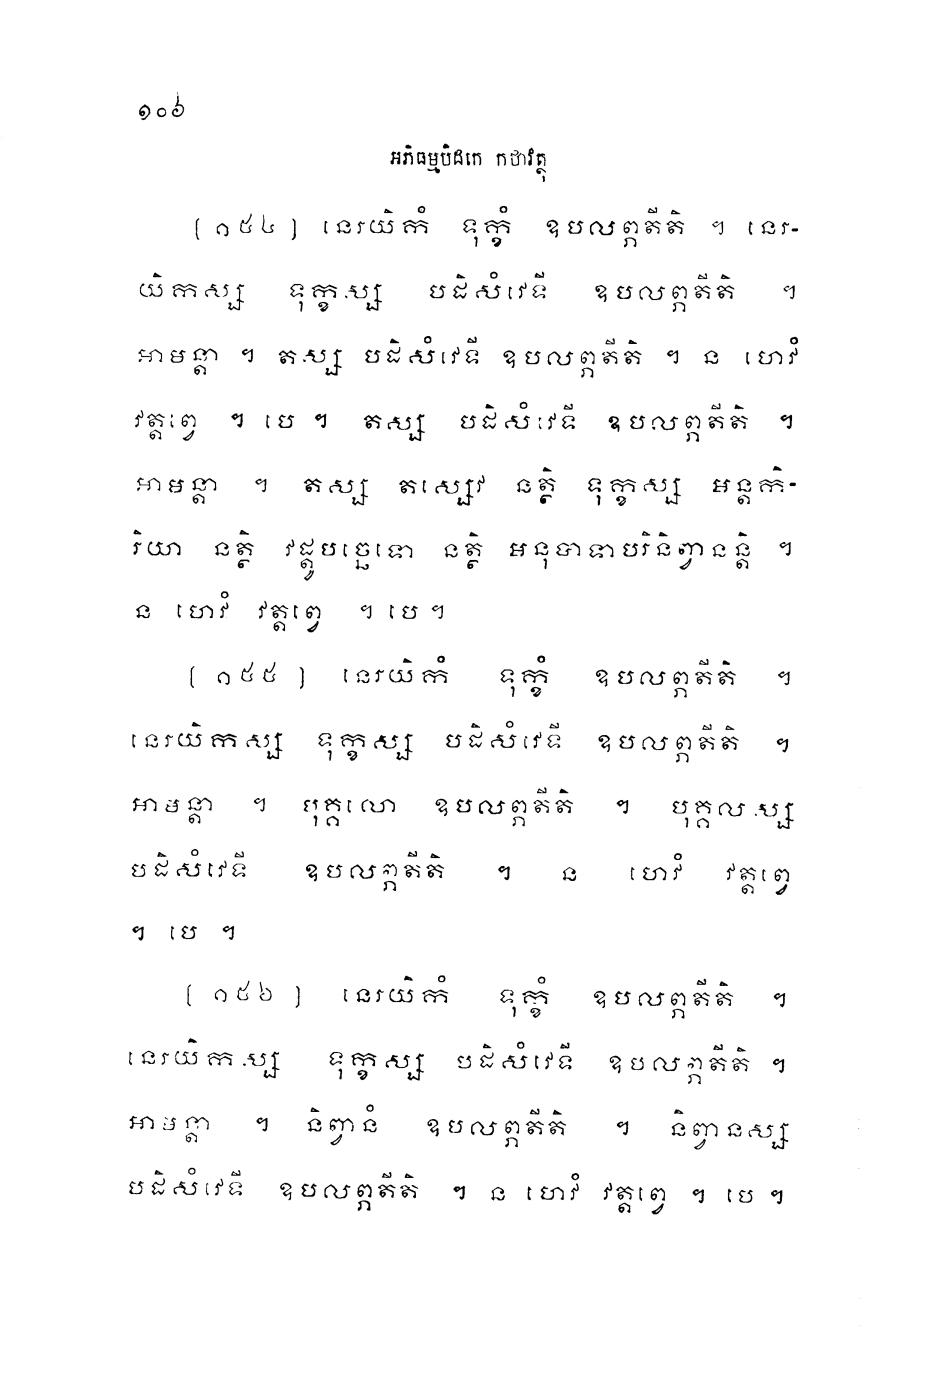 ១០៦
អភិធម្មបិដកេ កថាវត្ថុ
[ ១៥៤ ] នេរយិកំ ទុក្ខំ ឧបលព្ភតីតិ ។ នេរ-
យិកស្ស ទុក្ខស្ស បដិសំវេទី ឧបលព្ភតីតិ ។
អាមន្តា ។ តស្ស បដិសំវេទី ឧបលព្ភតីតិ ។ ន ហេវំ
វត្តព្វេ ។ បេ ។ តស្ស បដិសំវេទី ឧបលព្ភតីតិ ។
អាមន្តា ។ តស្ស តស្សេវ នត្ថិ ទុក្ខស្ស អន្តកិ-
រិយា នត្ថិ វដ្ដូបច្ឆេទោ នត្ថិ អនុបាទាបរិនិព្វានន្តិ ។
ន ហេវំ វត្តព្វេ ។ បេ ។
[ ១៥៥ ] នេរយិកំ ទុក្ខំ ឧបលព្ភតីតិ ។
នេរយិកស្ស ទុក្ខស្ស បដិសំវេទី ឧបលព្ភតីតិ ។
អាមន្តា ។ បុគ្គលោ ឧបលព្ភតីតិ ។ បុគ្គលស្ស
បដិសំវេទី ឧបលព្ភតីតិ ។ ន ហេវំ វត្តព្វេ
។ បេ ។
[ ១៥៦ ] នេរយិកំ ទុក្ខំ ឧបលព្ភតីតិ ។
នេរយិកស្ស ទុក្ខស្ស បដិសំវេទី ឧបលព្ភតីតិ ។
អាមន្តា ។ និព្វានំ ឧបលព្ភតីតិ ។ និព្វានស្ស
បដិសំវេទី ឧបលព្ភតីតិ ។ ន ហេវំ វត្តព្វេ ។ បេ ។